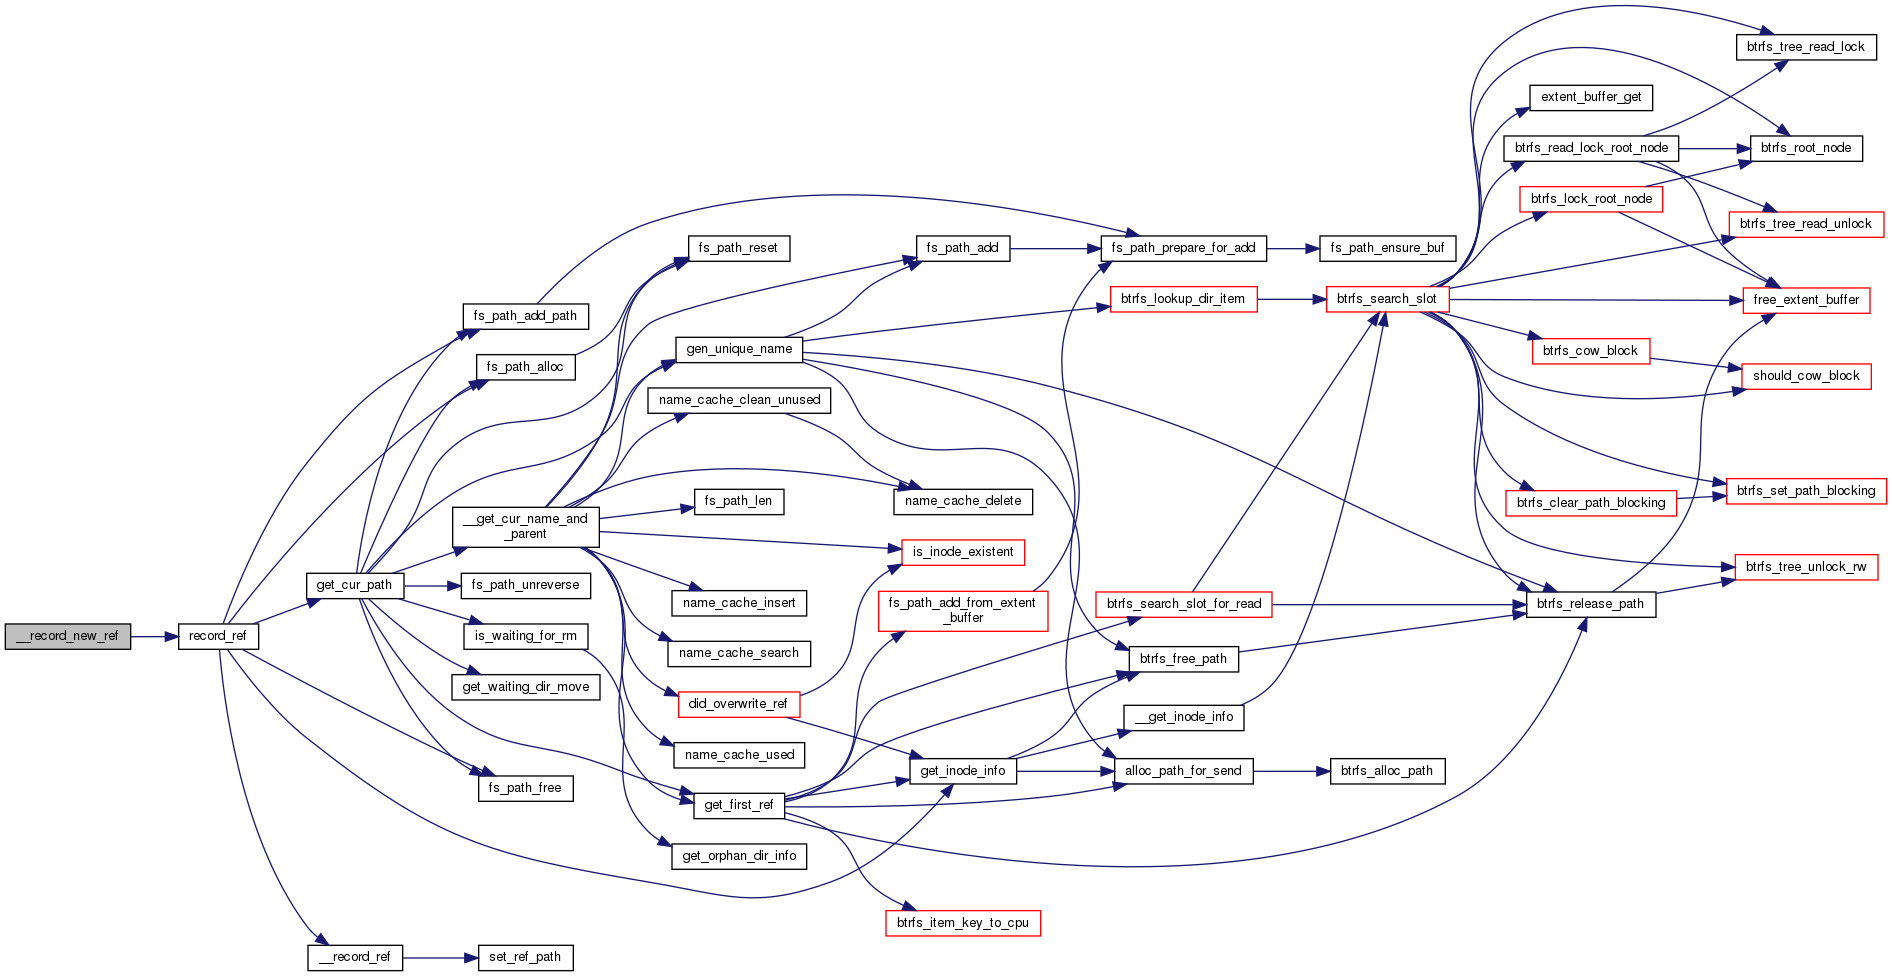 __record_new_ref
record_ref
get_cur_path
__record_ref
fs_path_add_path
fs_path_alloc
__get_cur_name_and
_parent
fs_path_unreverse
is_waiting_for_rm
get_waiting_dir_move
fs_path_free
set_ref_path
fs_path_reset
gen_unique_name
name_cache_clean_unused
fs_path_len
name_cache_insert
name_cache_search
did_overwrite_ref
name_cache_used
get_first_ref
get_orphan_dir_info
fs_path_add
name_cache_delete
is_inode_existent
fs_path_add_from_extent
_buffer
get_inode_info
btrfs_item_key_to_cpu
fs_path_prepare_for_add
btrfs_lookup_dir_item
btrfs_search_slot_for_read
btrfs_free_path
__get_inode_info
alloc_path_for_send
fs_path_ensure_buf
btrfs_search_slot
btrfs_alloc_path
extent_buffer_get
btrfs_read_lock_root_node
btrfs_lock_root_node
btrfs_cow_block
btrfs_clear_path_blocking
btrfs_release_path
btrfs_tree_read_lock
btrfs_root_node
btrfs_tree_read_unlock
free_extent_buffer
should_cow_block
btrfs_set_path_blocking
btrfs_tree_unlock_rw